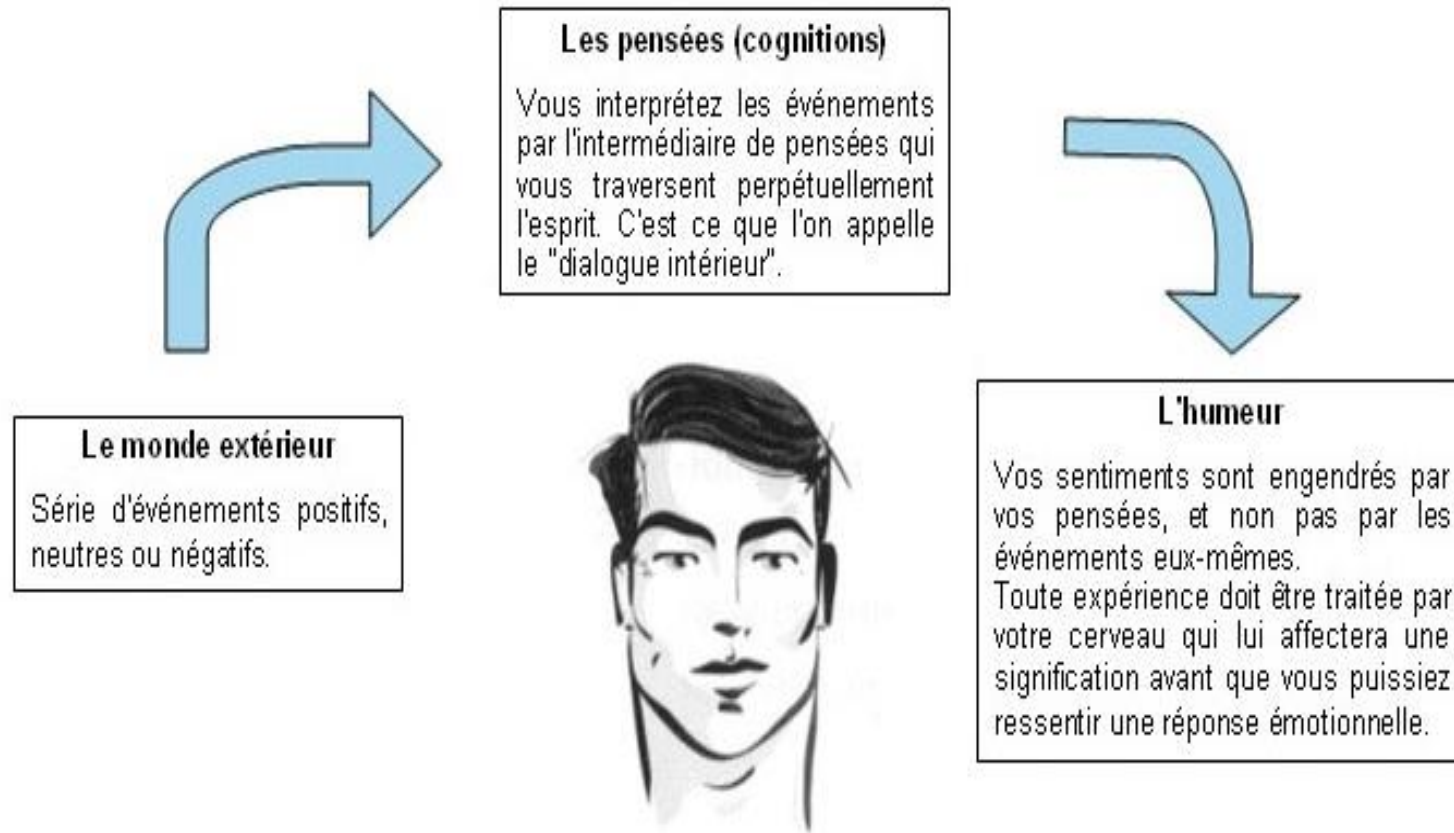 Les pensées (cognitions)
Vous interprétez les événements
par l'intermédiaire de pensées qui
vous traversent perpétuellement
l'esprit. C'est ce que l'on appelle
le "dialogue intérieur".
Le monde extérieur
Série d'événements positifs,
neutres ou négatifs.
L'humeur
Vos sentiments sont engendrés par
vos pensées, et non pas par les
événements eux-mêmes.
Toute expérience doit être traitée par
votre cerveau qui lui affectera une
signification avant que vous puissiez
ressentir une réponse émotionnelle.